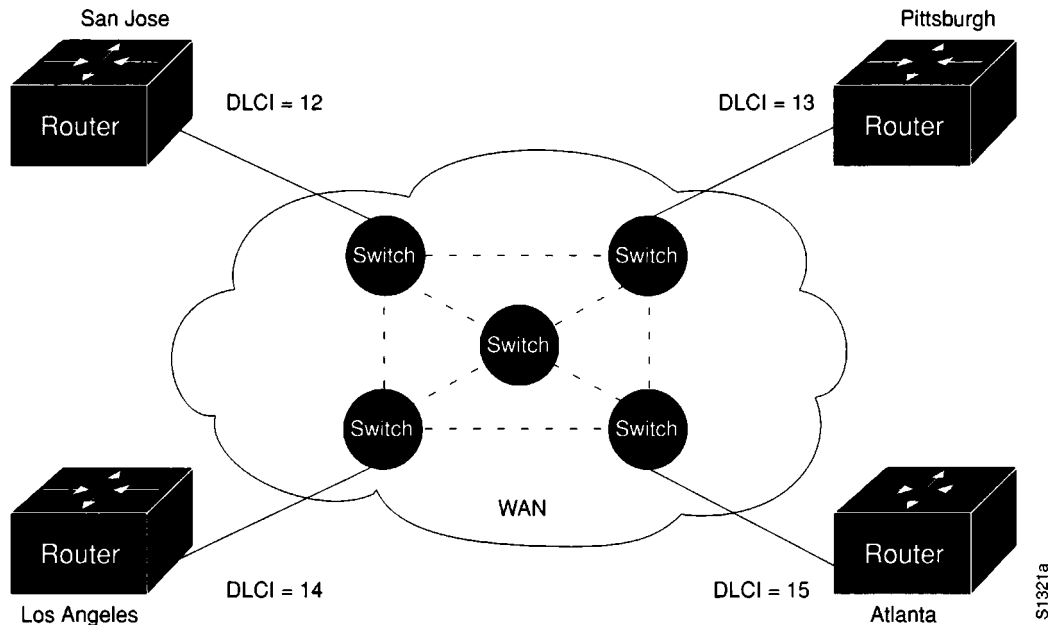 San Jose
Pittsburgh
DLCI = 12
DLCI = 13
Router
Router
Switch
Switch
Switch
Switch
Switch
WAN
Router
Router
DLCI = 14
DLCI = 15
Los Angeles
Atlanta
S1321a